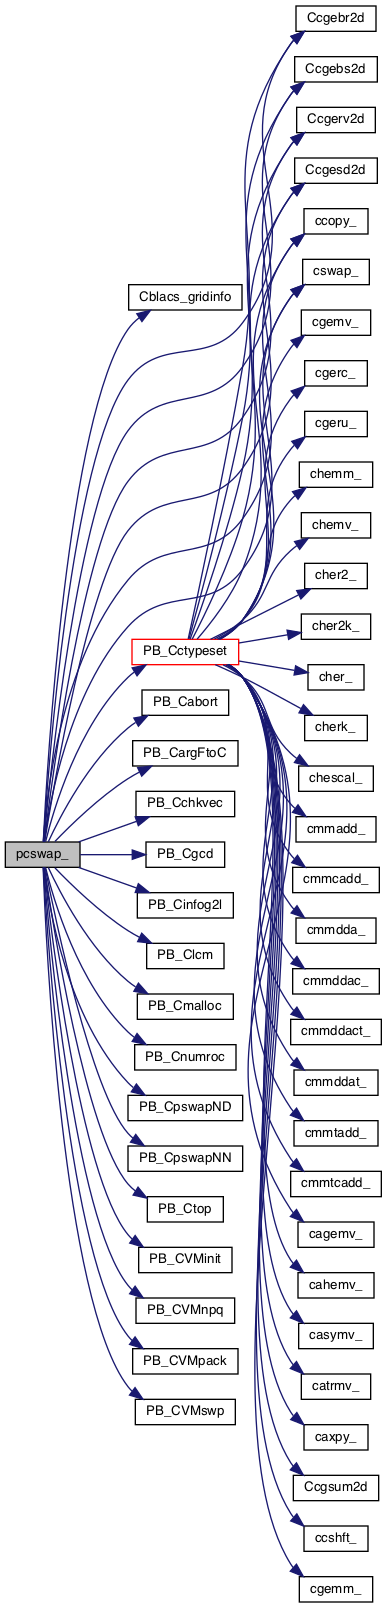 Ccgebr2d
Ccgebs2d
Ccgerv2d
Ccgesd2d
ccopy_
cswap_
Cblacs_gridinfo
cgemv_
cgerc_
cgeru_
chemm_
chemv_
cher2_
cher2k_
PB_Cctypeset
cher_
PB_Cabort
cherk_
PB_CargFtoC
chescal_
PB_Cchkvec
cmmadd_
pcswap_
PB_Cgcd
cmmcadd_
PB_Cinfog2l
cmmdda_
PB_Clcm
cmmddac_
PB_Cmalloc
cmmddact_
PB_Cnumroc
cmmddat_
PB_CpswapND
cmmtadd_
PB_CpswapNN
cmmtcadd_
PB_Ctop
cagemv_
PB_CVMinit
cahemv_
PB_CVMnpq
casymv_
PB_CVMpack
catrmv_
PB_CVMswp
caxpy_
Ccgsum2d
ccshft_
cgemm_